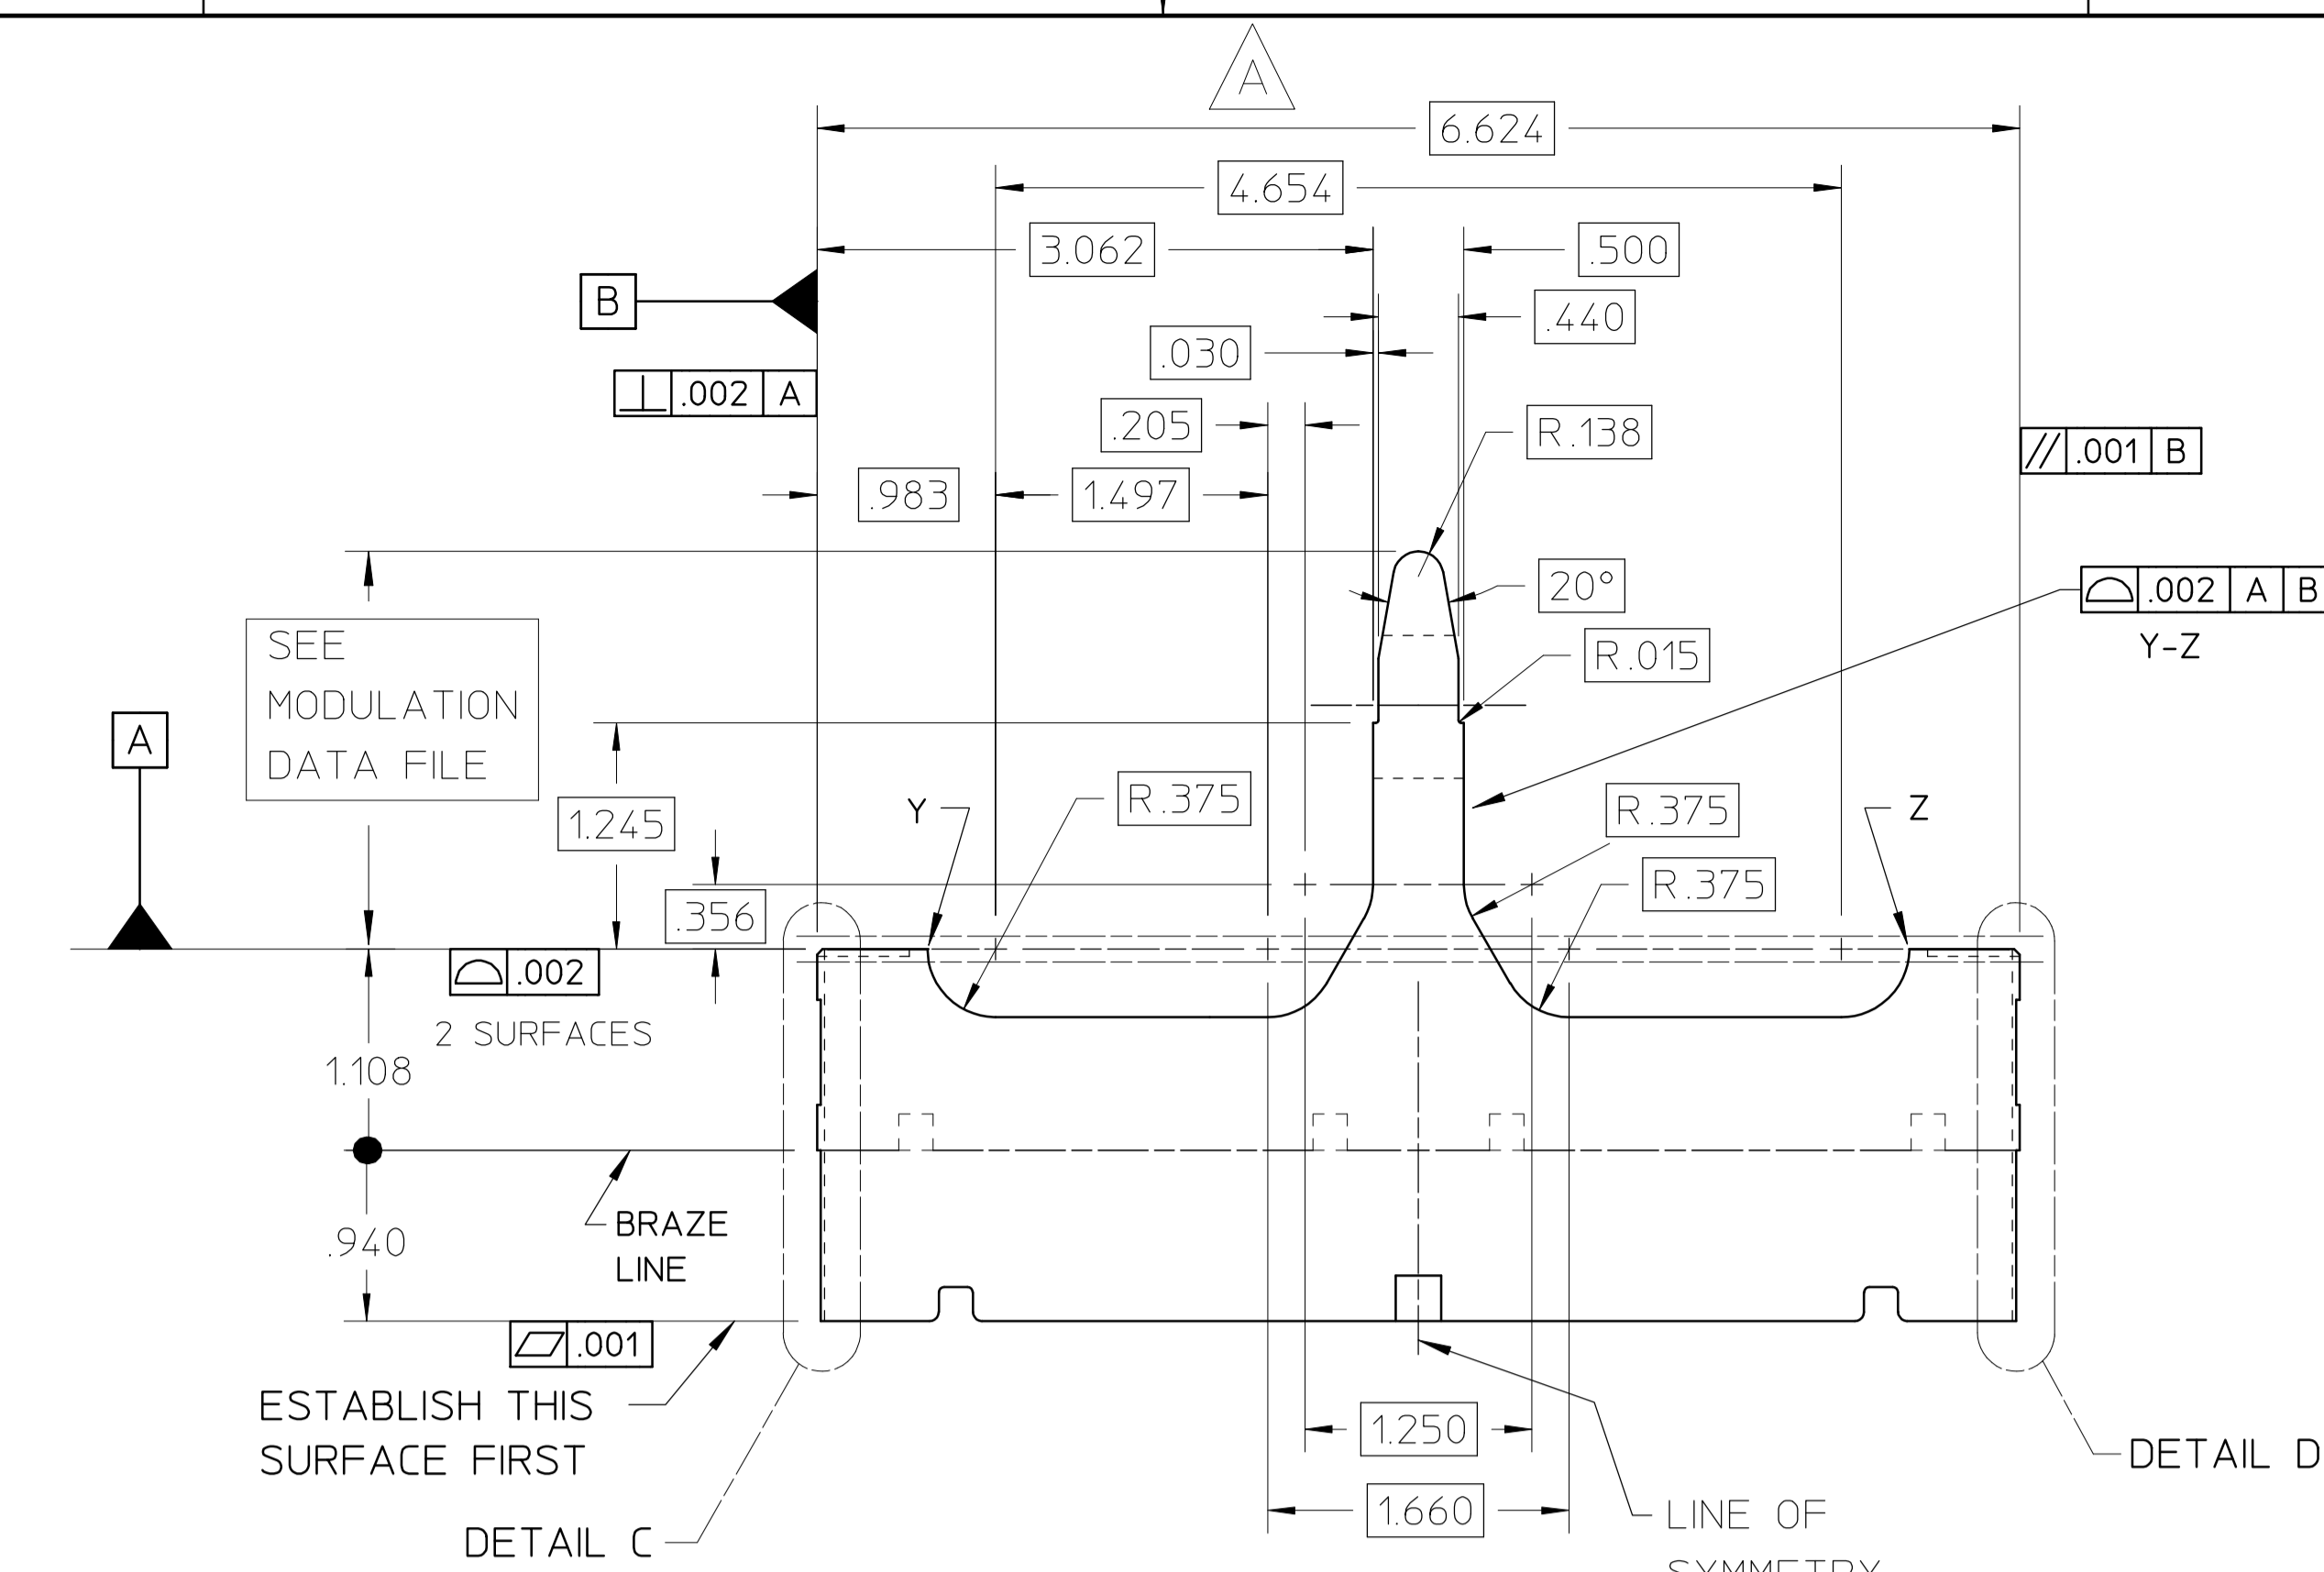 A
6.624
4.654
3.062
.500
B
.440
.030
⊥ .002 A
.205
R.138
// .001 B
.983
1.497
20°
⌓ .002 A B
Y-Z
SEE
MODULATION
DATA FILE
R.015
A
1.245
Y
R.375
R.375
Z
R.375
.356
⌓ .002
2 SURFACES
1.108
BRAZE
LINE
.940
⏥ .001
ESTABLISH THIS
SURFACE FIRST
1.250
DETAIL D
1.660
LINE OF
SYMMETRY
DETAIL C